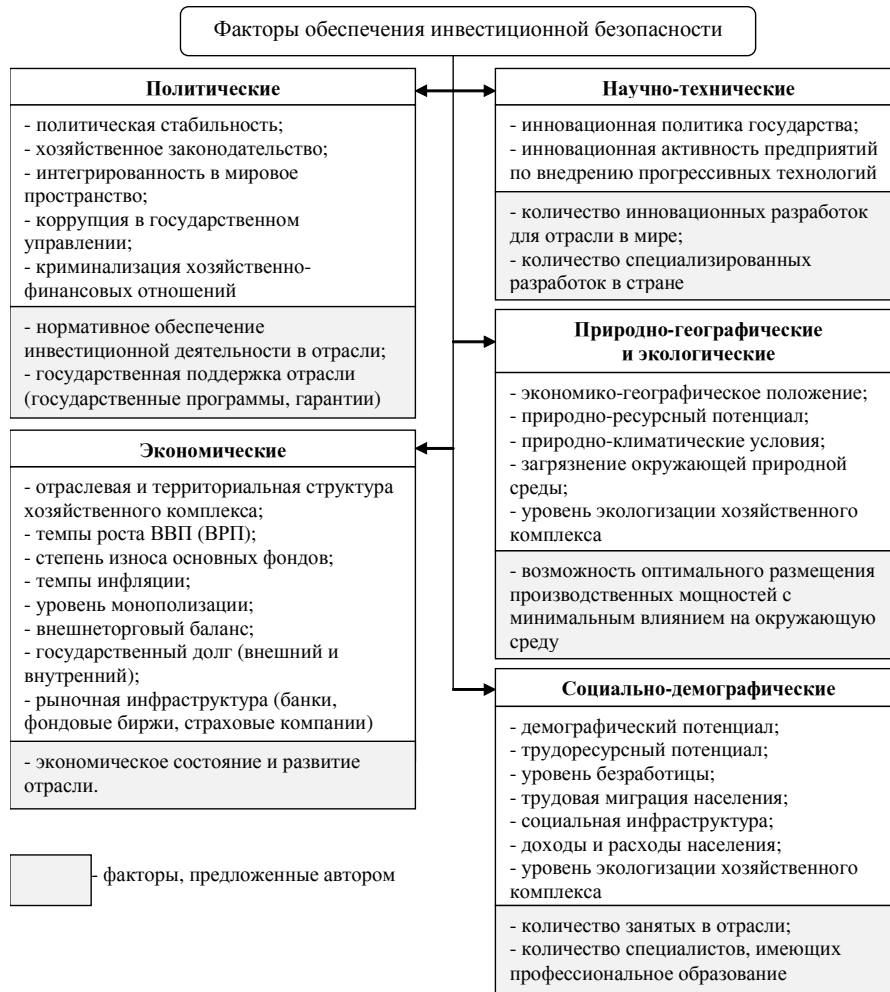 Факторы обеспечения инвестиционной безопасности
Политические
- политическая стабильность;
- хозяйственное законодательство;
- интегрированность в мировое
пространство;
- коррупция в государственном
управлении;
- криминализация хозяйственно-
финансовых отношений
- нормативное обеспечение
инвестиционной деятельности в отрасли;
- государственная поддержка отрасли
(государственные программы, гарантии)
Экономические
- отраслевая и территориальная структура
хозяйственного комплекса;
- темпы роста ВВП (ВРП);
- степень износа основных фондов;
- темпы инфляции;
- уровень монополизации;
- внешнеторговый баланс;
- государственный долг (внешний и
внутренний);
- рыночная инфраструктура (банки,
фондовые биржи, страховые компании)
- экономическое состояние и развитие
отрасли.
- факторы, предложенные автором
Научно-технические
- инновационная политика государства;
- инновационная активность предприятий
по внедрению прогрессивных технологий
- количество инновационных разработок
для отрасли в мире;
- количество специализированных
разработок в стране
Природно-географические
и экологические
- экономико-географическое положение;
- природно-ресурсный потенциал;
- природно-климатические условия;
- загрязнение окружающей природной
среды;
- уровень экологизации хозяйственного
комплекса
- возможность оптимального размещения
производственных мощностей с
минимальным влиянием на окружающую
среду
Социально-демографические
- демографический потенциал;
- трудоресурсный потенциал;
- уровень безработицы;
- трудовая миграция населения;
- социальная инфраструктура;
- доходы и расходы населения;
- уровень экологизации хозяйственного
комплекса
- количество занятых в отрасли;
- количество специалистов, имеющих
профессиональное образование